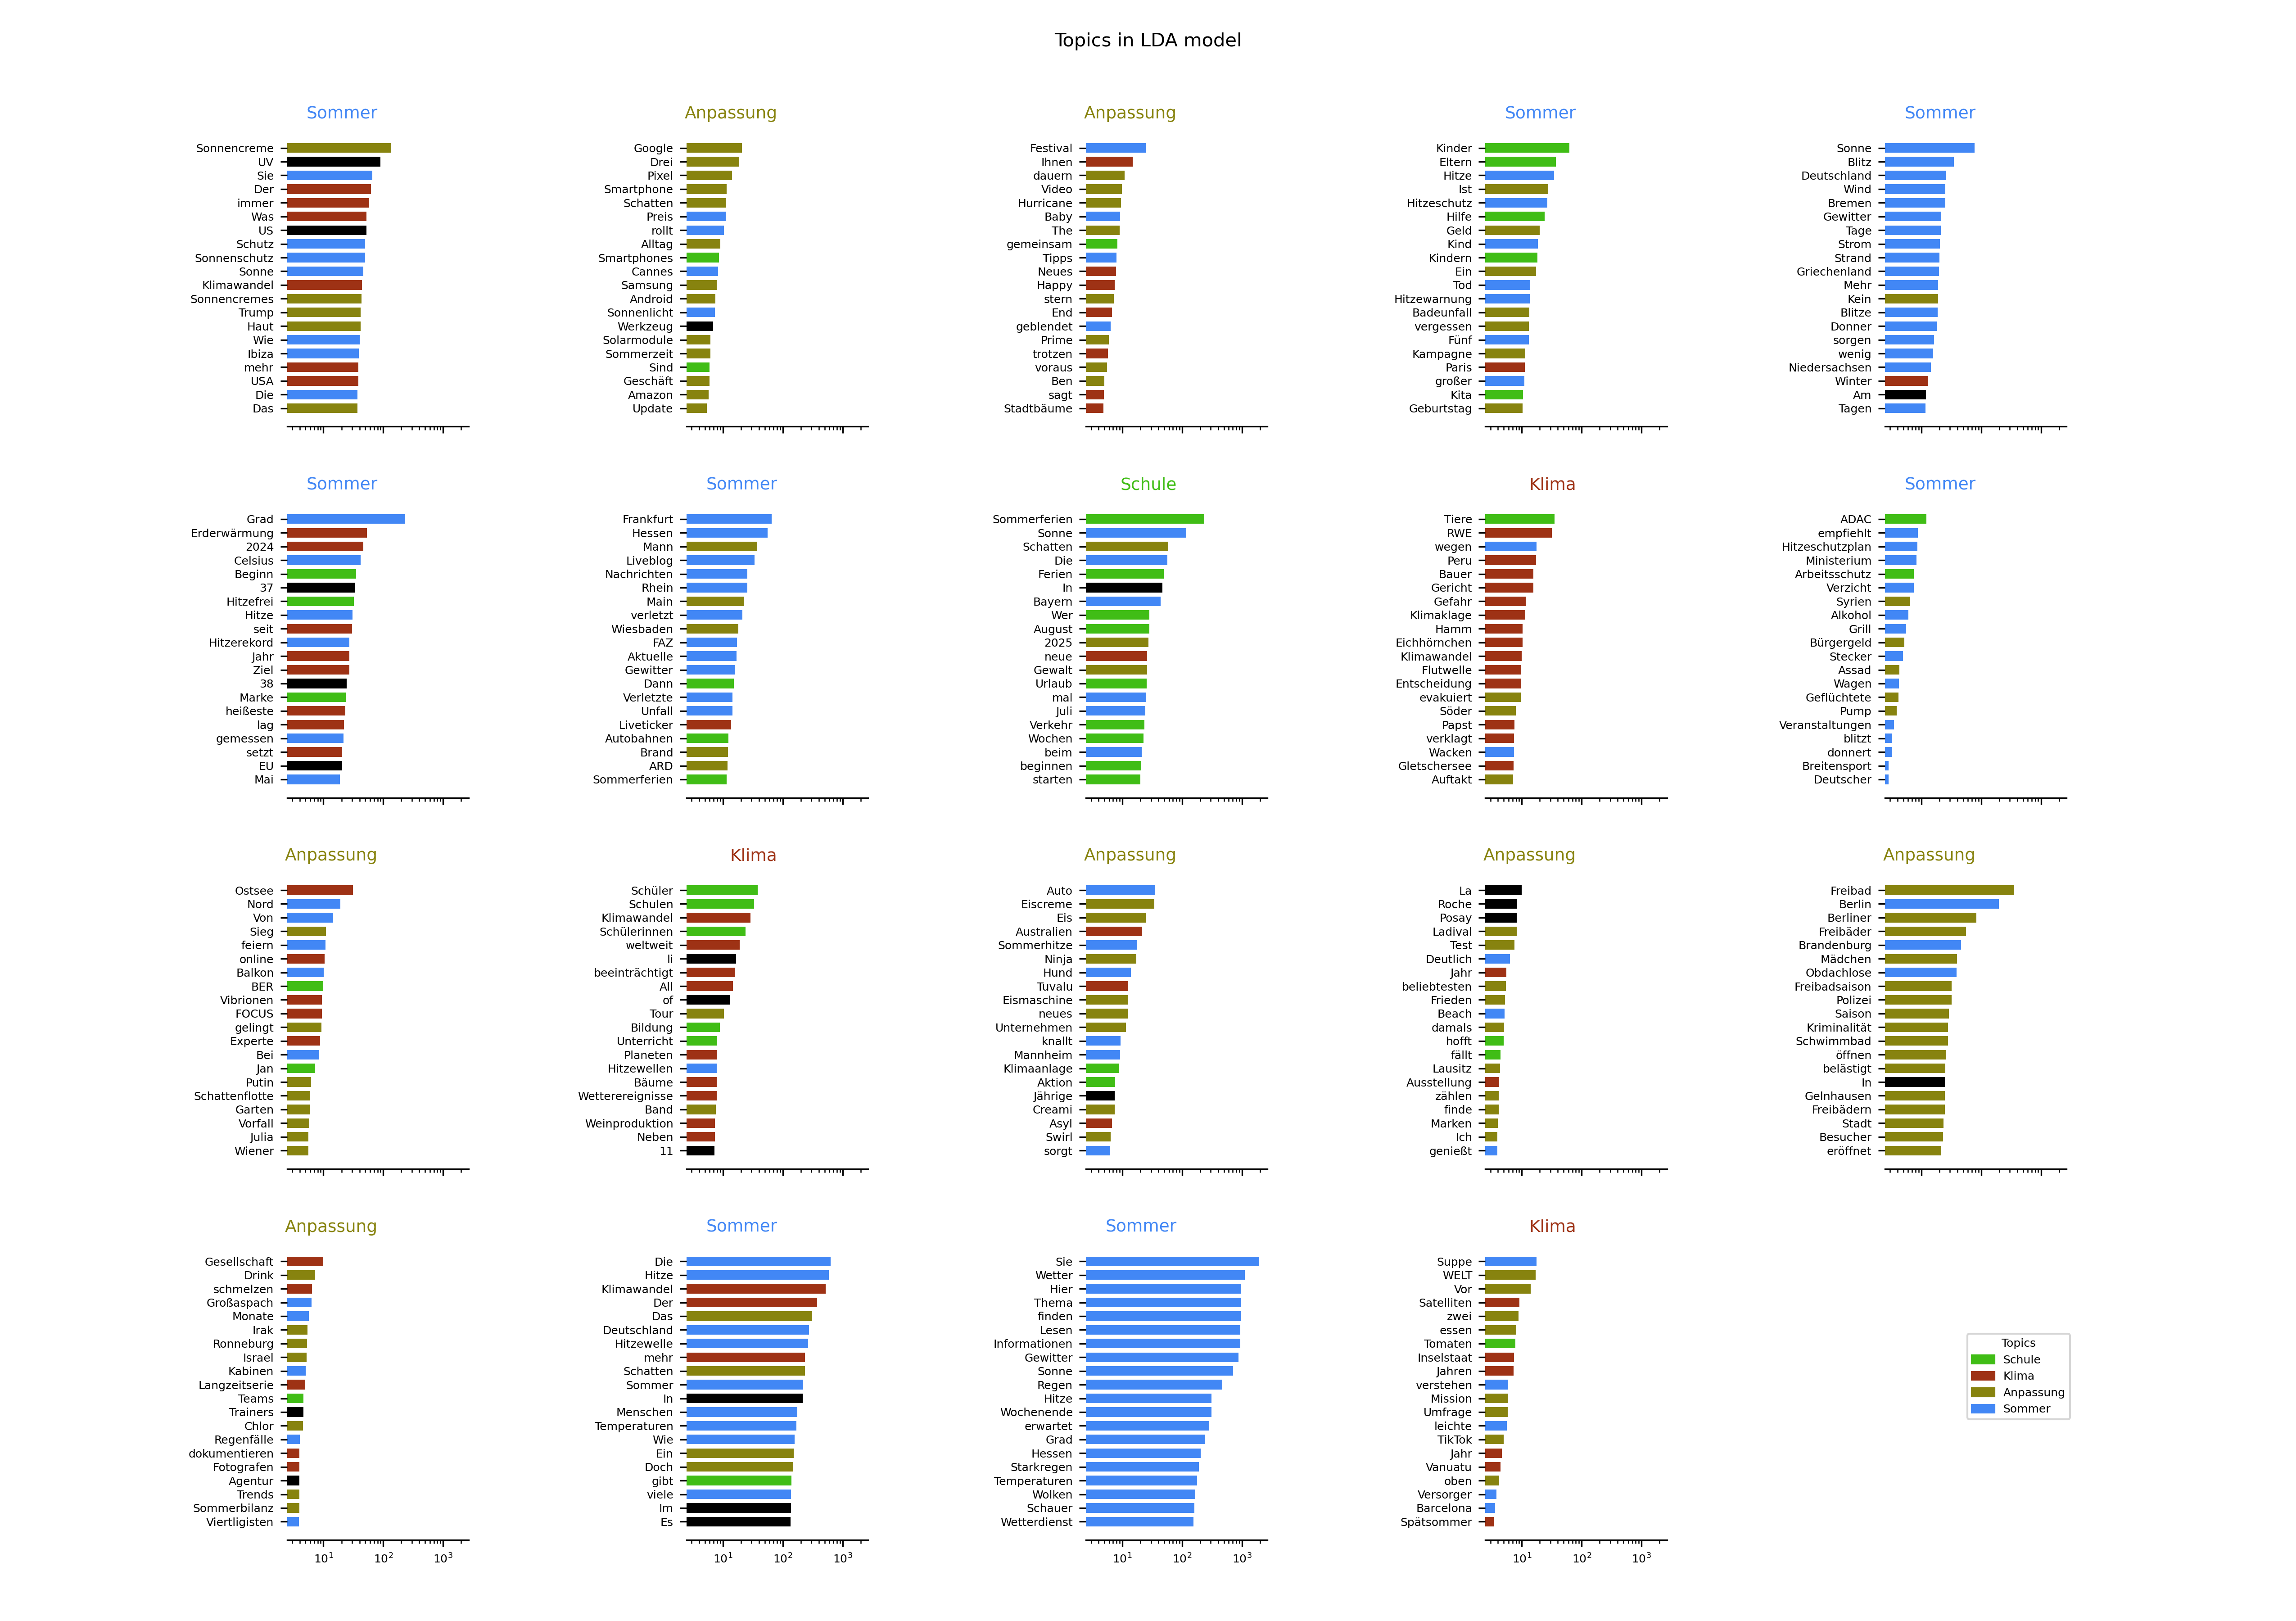 Topics in LDA model
Sommer
Sonnencreme
UV
Sie
Der
immer
Was
US
Schutz
Sonnenschutz
Sonne
Klimawandel
Sonnencremes
Trump
Haut
Wie
Ibiza
mehr
USA
Die
Das
Anpassung
Google
Drei
Pixel
Smartphone
Schatten
Preis
rollt
Alltag
Smartphones
Cannes
Samsung
Android
Sonnenlicht
Werkzeug
Solarmodule
Sommerzeit
Sind
Geschäft
Amazon
Update
Anpassung
Festival
Ihnen
dauern
Video
Hurricane
Baby
The
gemeinsam
Tipps
Neues
Happy
stern
End
geblendet
Prime
trotzen
voraus
Ben
sagt
Stadtbäume
Sommer
Kinder
Eltern
Hitze
Ist
Hitzeschutz
Hilfe
Geld
Kind
Kindern
Ein
Tod
Hitzewarnung
Badeunfall
vergessen
Fünf
Kampagne
Paris
großer
Kita
Geburtstag
Sommer
Sonne
Blitz
Deutschland
Wind
Bremen
Gewitter
Tage
Strom
Strand
Griechenland
Mehr
Kein
Blitze
Donner
sorgen
wenig
Niedersachsen
Winter
Am
Tagen
Sommer
Grad
Erderwärmung
2024
Celsius
Beginn
37
Hitzefrei
Hitze
seit
Hitzerekord
Jahr
Ziel
38
Marke
heißeste
lag
gemessen
setzt
EU
Mai
Sommer
Frankfurt
Hessen
Mann
Liveblog
Nachrichten
Rhein
Main
verletzt
Wiesbaden
FAZ
Aktuelle
Gewitter
Dann
Verletzte
Unfall
Liveticker
Autobahnen
Brand
ARD
Sommerferien
Schule
Sommerferien
Sonne
Schatten
Die
Ferien
In
Bayern
Wer
August
2025
neue
Gewalt
Urlaub
mal
Juli
Verkehr
Wochen
beim
beginnen
starten
Klima
Tiere
RWE
wegen
Peru
Bauer
Gericht
Gefahr
Klimaklage
Hamm
Eichhörnchen
Klimawandel
Flutwelle
Entscheidung
evakuiert
Söder
Papst
verklagt
Wacken
Gletschersee
Auftakt
Sommer
ADAC
empfiehlt
Hitzeschutzplan
Ministerium
Arbeitsschutz
Verzicht
Syrien
Alkohol
Grill
Bürgergeld
Stecker
Assad
Wagen
Geflüchtete
Pump
Veranstaltungen
blitzt
donnert
Breitensport
Deutscher
Anpassung
Ostsee
Nord
Von
Sieg
feiern
online
Balkon
BER
Vibrionen
FOCUS
gelingt
Experte
Bei
Jan
Putin
Schattenflotte
Garten
Vorfall
Julia
Wiener
Klima
Schüler
Schulen
Klimawandel
Schülerinnen
weltweit
li
beeinträchtigt
All
of
Tour
Bildung
Unterricht
Planeten
Hitzewellen
Bäume
Wetterereignisse
Band
Weinproduktion
Neben
11
Anpassung
Auto
Eiscreme
Eis
Australien
Sommerhitze
Ninja
Hund
Tuvalu
Eismaschine
neues
Unternehmen
knallt
Mannheim
Klimaanlage
Aktion
Jährige
Creami
Asyl
Swirl
sorgt
Anpassung
La
Roche
Posay
Ladival
Test
Deutlich
Jahr
beliebtesten
Frieden
Beach
damals
hofft
fällt
Lausitz
Ausstellung
zählen
finde
Marken
Ich
genießt
Anpassung
Freibad
Berlin
Berliner
Freibäder
Brandenburg
Mädchen
Obdachlose
Freibadsaison
Polizei
Saison
Kriminalität
Schwimmbad
öffnen
belästigt
In
Gelnhausen
Freibädern
Stadt
Besucher
eröffnet
Anpassung
Gesellschaft
Drink
schmelzen
Großaspach
Monate
Irak
Ronneburg
Israel
Kabinen
Langzeitserie
Teams
Trainers
Chlor
Regenfälle
dokumentieren
Fotografen
Agentur
Trends
Sommerbilanz
Viertligisten
10¹ 10² 10³
Sommer
Die
Hitze
Klimawandel
Der
Das
Deutschland
Hitzewelle
mehr
Schatten
Sommer
In
Menschen
Temperaturen
Wie
Ein
Doch
gibt
viele
Im
Es
10¹ 10² 10³
Sommer
Sie
Wetter
Hier
Thema
finden
Lesen
Informationen
Gewitter
Sonne
Regen
Hitze
Wochenende
erwartet
Grad
Hessen
Starkregen
Temperaturen
Wolken
Schauer
Wetterdienst
10¹ 10² 10³
Klima
Suppe
WELT
Vor
Satelliten
zwei
essen
Tomaten
Inselstaat
Jahren
verstehen
Mission
Umfrage
leichte
TikTok
Jahr
Vanuatu
oben
Versorger
Barcelona
Spätsommer
10¹ 10² 10³
Topics
Schule
Klima
Anpassung
Sommer